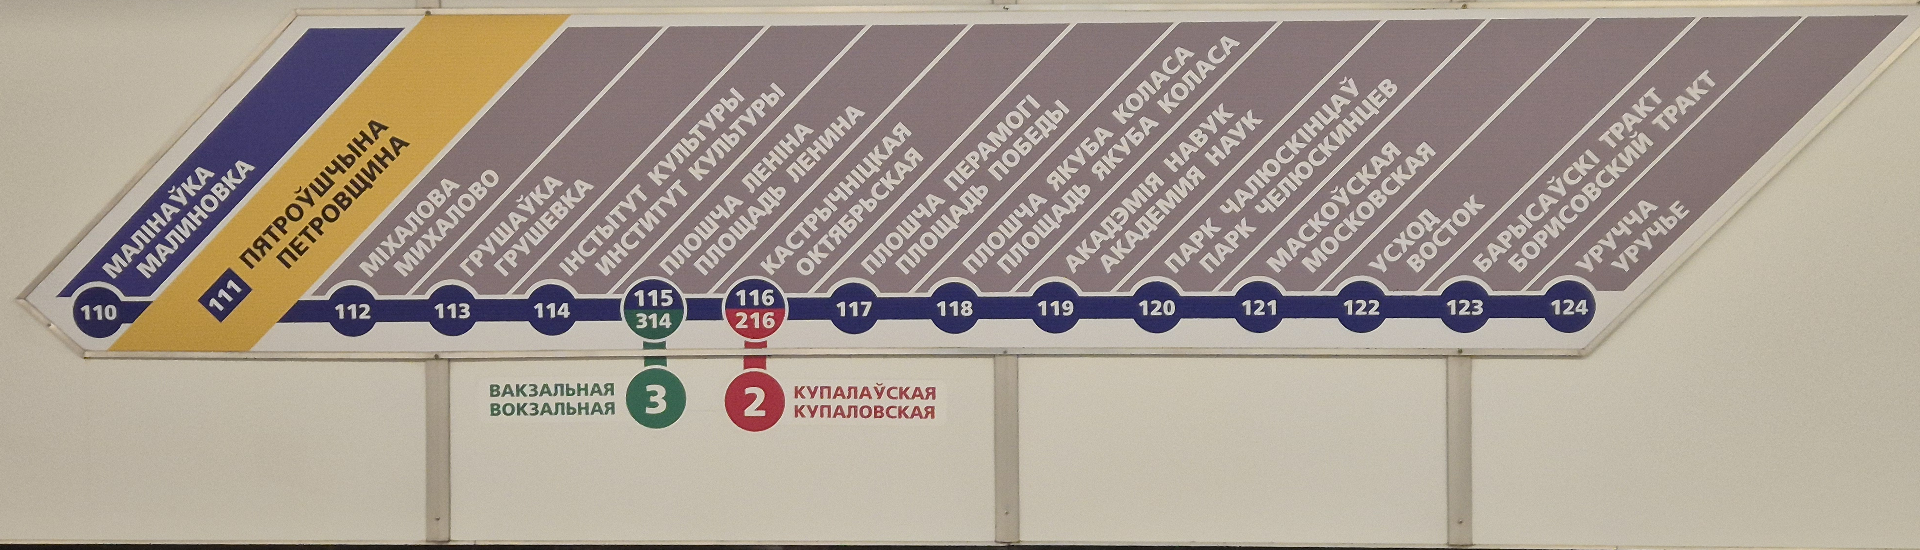 110
МАЛІНАЎКА
МАЛИНОВКА
111
ПЯТРОЎШЧЫНА
ПЕТРОВЩИНА
112
МІХАЛОВА
МИХАЛОВО
113
ГРУШАЎКА
ГРУШЕВКА
114
ІНСТЫТУТ КУЛЬТУРЫ
ИНСТИТУТ КУЛЬТУРЫ
115
314
ПЛОШЧА ЛЕНІНА
ПЛОЩАДЬ ЛЕНИНА
116
216
КАСТРЫЧНІЦКАЯ
ОКТЯБРЬСКАЯ
117
ПЛОШЧА ПЕРАМОГІ
ПЛОЩАДЬ ПОБЕДЫ
118
ПЛОШЧА ЯКУБА КОЛАСА
ПЛОЩАДЬ ЯКУБА КОЛАСА
119
АКАДЭМІЯ НАВУК
АКАДЕМИЯ НАУК
120
ПАРК ЧАЛЮСКІНЦАЎ
ПАРК ЧЕЛЮСКИНЦЕВ
121
МАСКОЎСКАЯ
МОСКОВСКАЯ
122
УСХОД
ВОСТОК
123
БАРЫСАЎСКІ ТРАКТ
БОРИСОВСКИЙ ТРАКТ
124
УРУЧЧА
УРУЧЬЕ
ВАКЗАЛЬНАЯ
ВОКЗАЛЬНАЯ
3
2
КУПАЛАЎСКАЯ
КУПАЛОВСКАЯ